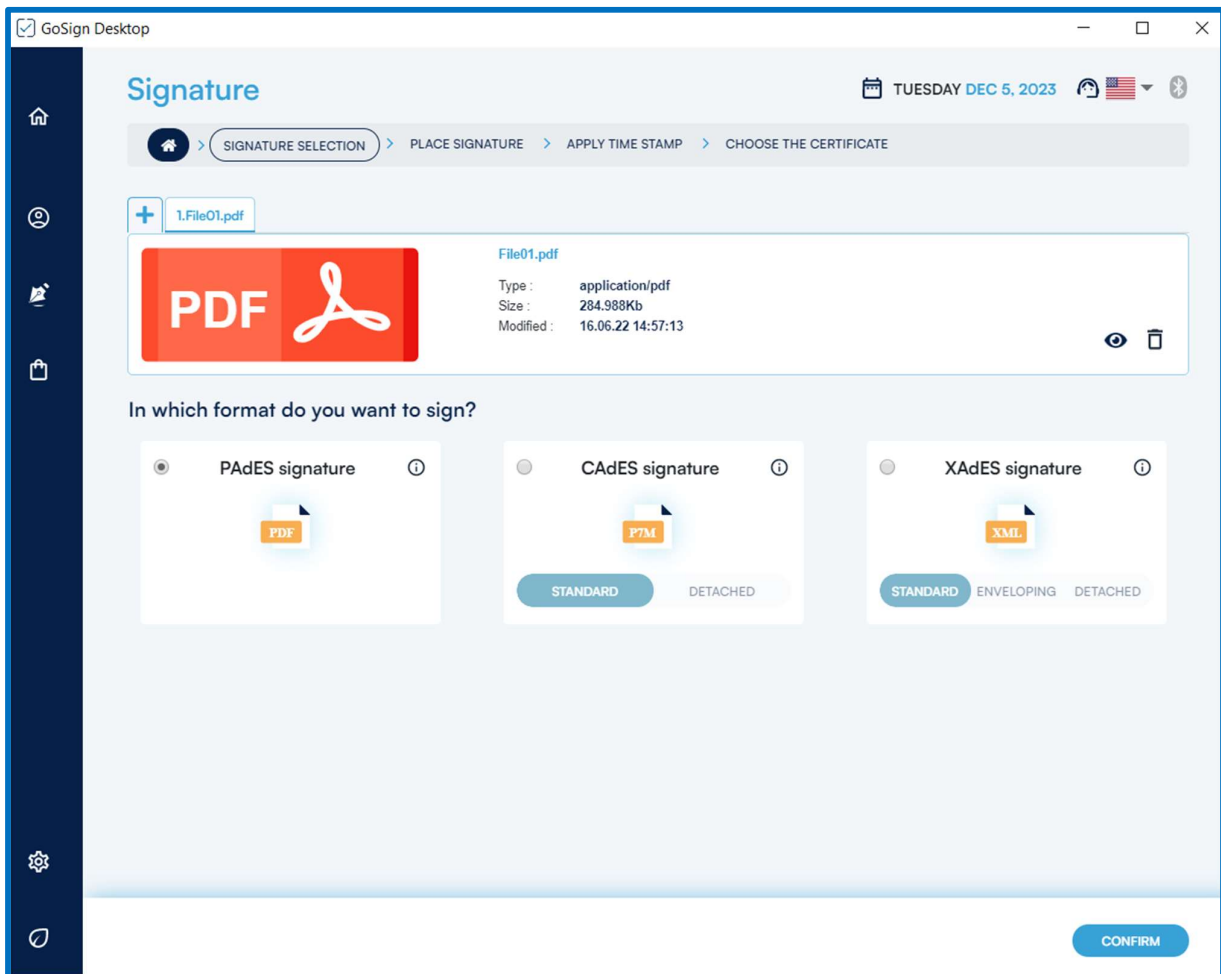 GoSign Desktop
Signature
TUESDAY DEC 5, 2023
SIGNATURE SELECTION > PLACE SIGNATURE > APPLY TIME STAMP > CHOOSE THE CERTIFICATE
+ 1.File01.pdf
PDF
File01.pdf
Type : application/pdf
Size : 284.988Kb
Modified : 16.06.22 14:57:13
In which format do you want to sign?
PAdES signature
PDF
CAdES signature
P7M
STANDARD DETACHED
XAdES signature
XML
STANDARD ENVELOPING DETACHED
CONFIRM